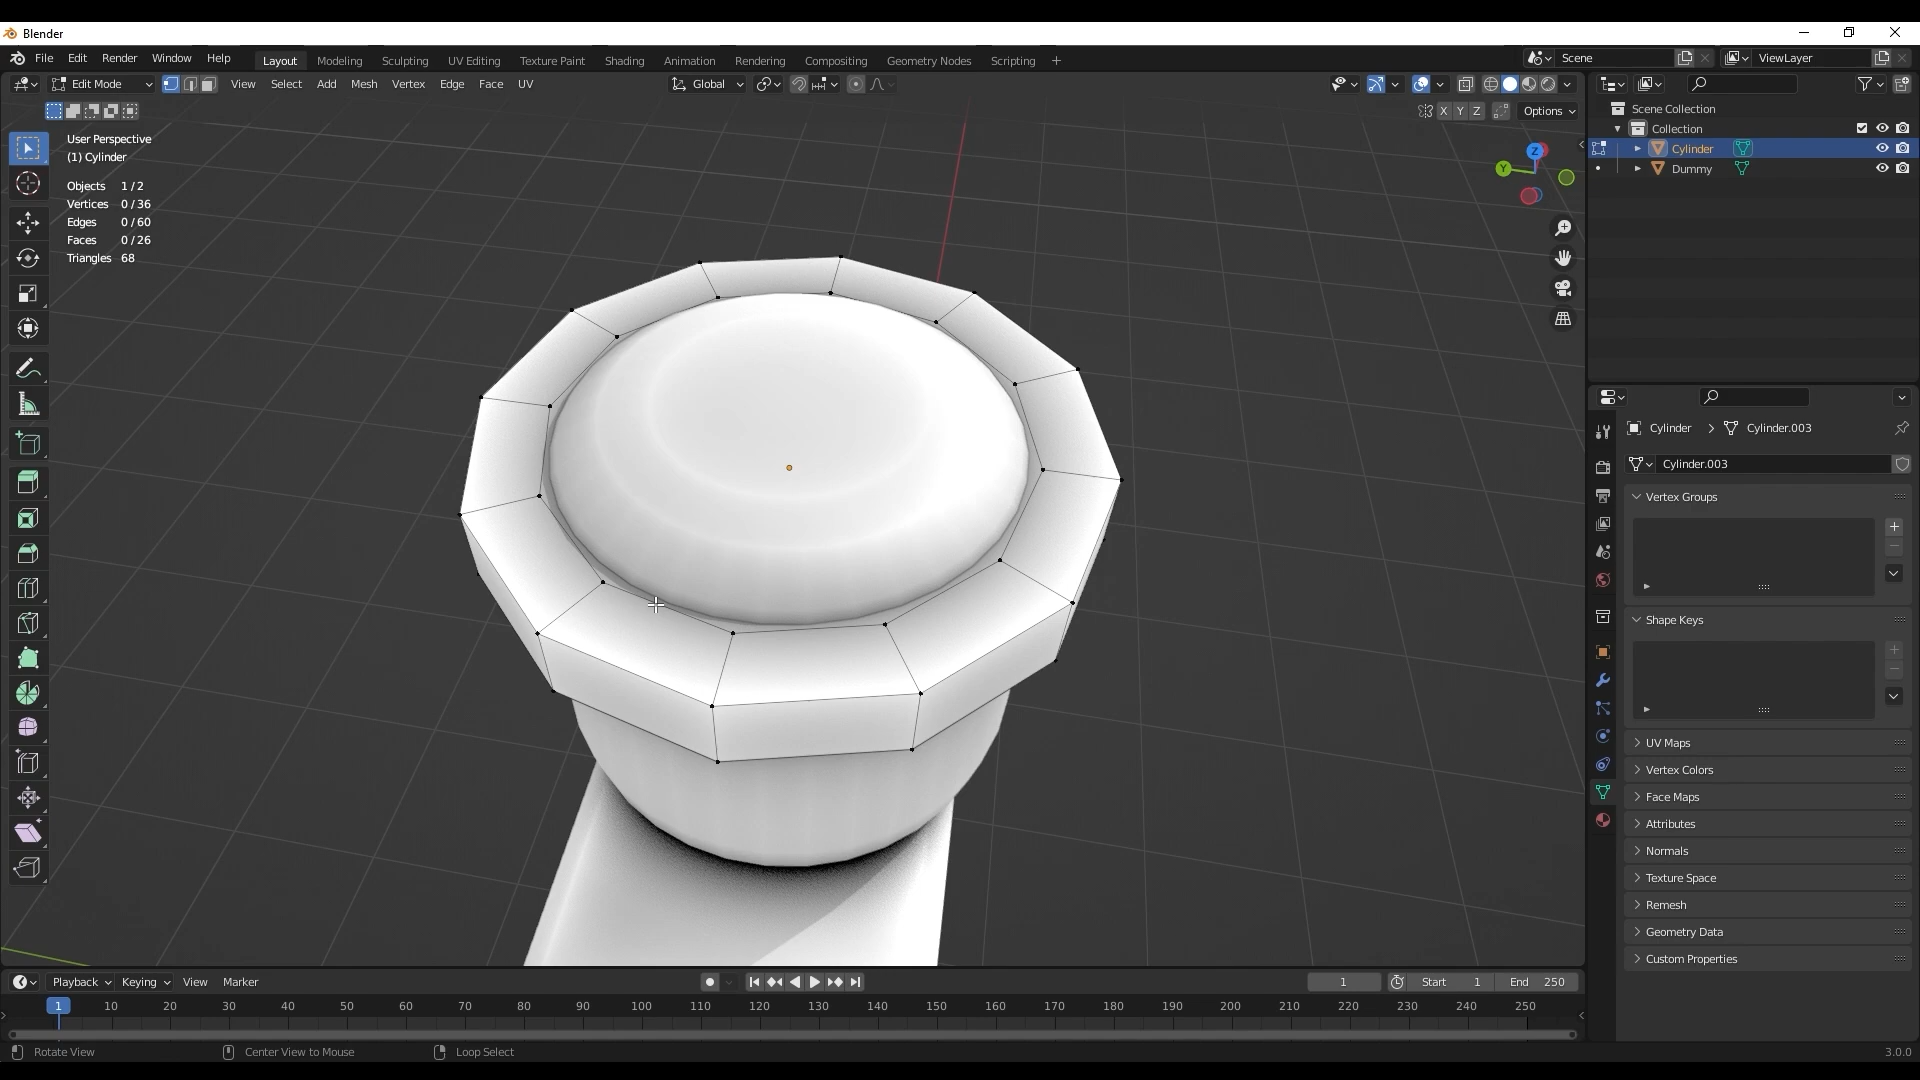 Blender
File Edit Render Window Help
Layout Modeling Sculpting UV Editing Texture Paint Shading Animation Rendering Compositing Geometry Nodes Scripting +
Scene
ViewLayer
Edit Mode
View Select Add Mesh Vertex Edge Face UV
Global
X Y Z
Options
User Perspective
(1) Cylinder
Objects 1 / 2
Vertices 0 / 36
Edges 0 / 60
Faces 0 / 26
Triangles 68
Z
Y
Scene Collection
Collection
Cylinder
Dummy
Cylinder > Cylinder.003
Cylinder.003
Vertex Groups
Shape Keys
UV Maps
Vertex Colors
Face Maps
Attributes
Normals
Texture Space
Remesh
Geometry Data
Custom Properties
Playback Keying View Marker
1
Start 1
End 250
1 10 20 30 40 50 60 70 80 90 100 110 120 130 140 150 160 170 180 190 200 210 220 230 240 250
Rotate View
Center View to Mouse
Loop Select
3.0.0